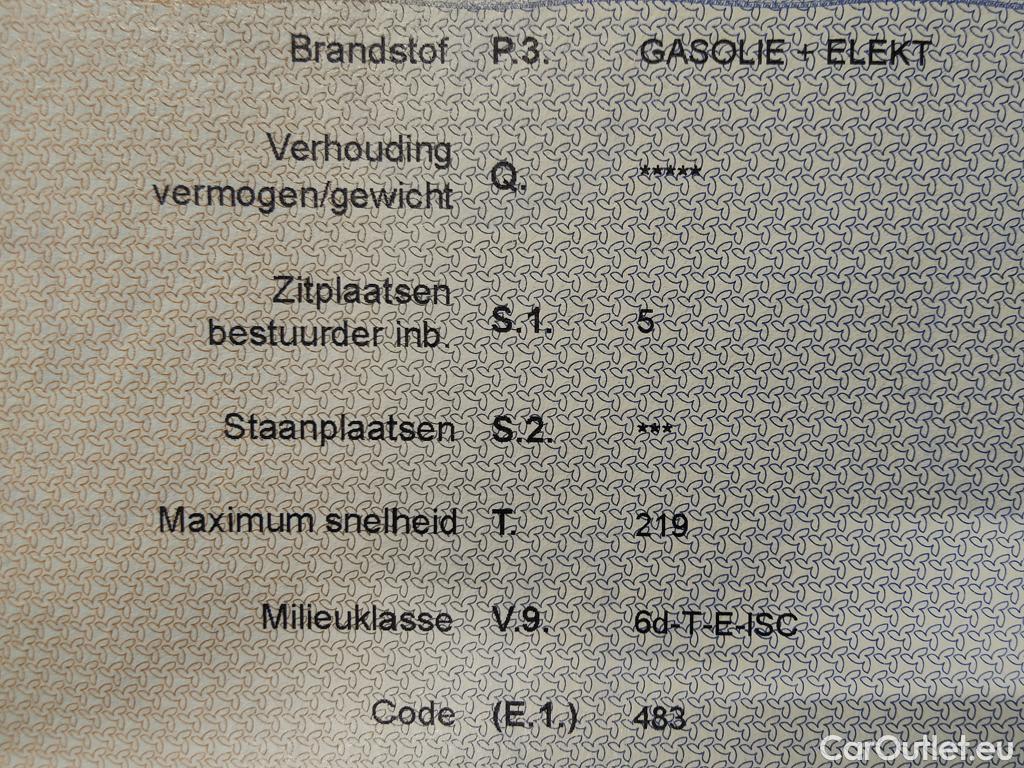 Brandstof P.3. GASOLIE + ELEKT
Verhouding
vermogen/gewicht Q. *****
Zitplaatsen
bestuurder inb. S.1. 5
Staanplaatsen S.2. ***
Maximum snelheid T. 219
Milieuklasse V.9. 6d-T-E-ISC
Code (E.1.) 483
CarOutlet.eu